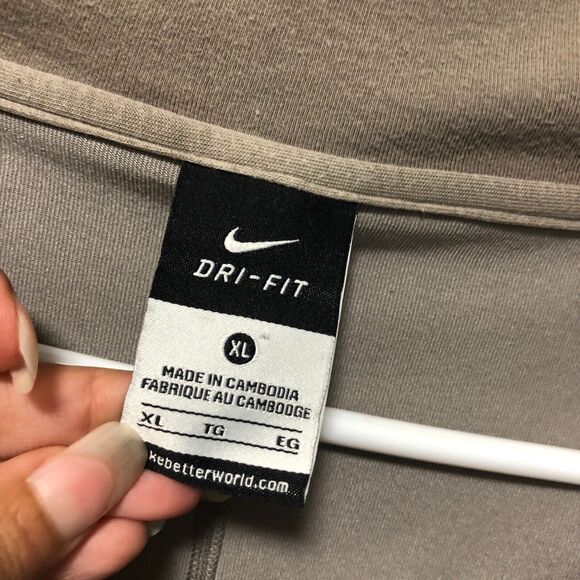 DRI-FIT
XL
MADE IN CAMBODIA
FABRIQUE AU CAMBODGE
XL TG EG
kebetterworld.com